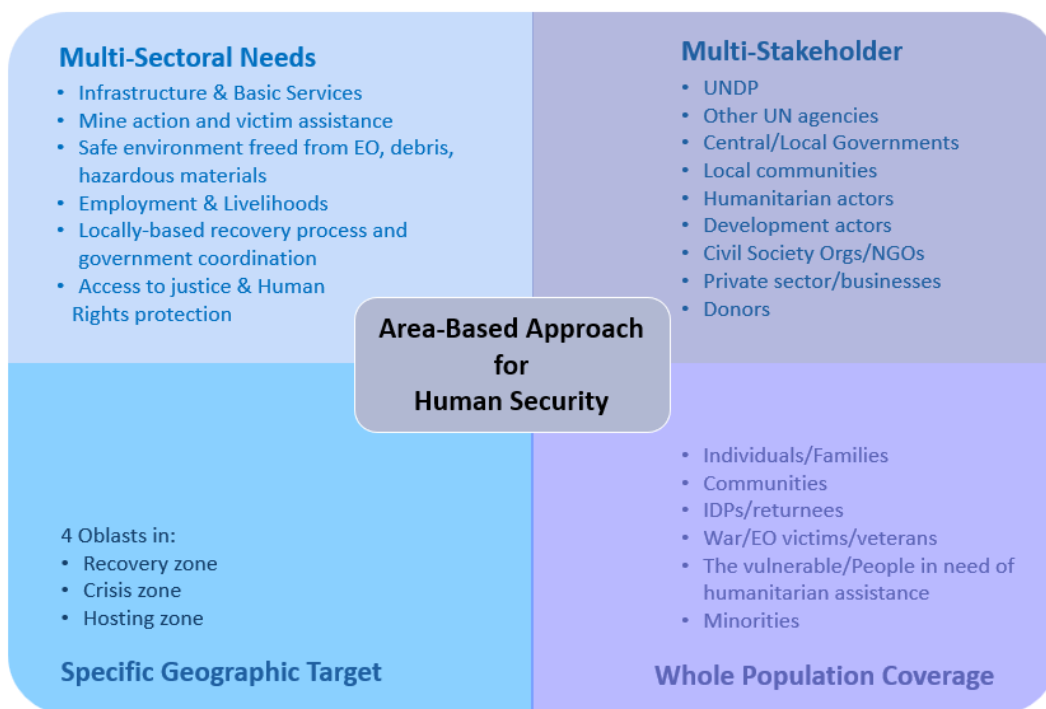 Multi-Sectoral Needs
• Infrastructure & Basic Services
• Mine action and victim assistance
• Safe environment freed from EO, debris,
hazardous materials
• Employment & Livelihoods
• Locally-based recovery process and
government coordination
• Access to justice & Human
Rights protection
Multi-Stakeholder
• UNDP
• Other UN agencies
• Central/Local Governments
• Local communities
• Humanitarian actors
• Development actors
• Civil Society Orgs/NGOs
• Private sector/businesses
• Donors
Area-Based Approach
for
Human Security
4 Oblasts in:
• Recovery zone
• Crisis zone
• Hosting zone
Specific Geographic Target
• Individuals/Families
• Communities
• IDPs/returnees
• War/EO victims/veterans
• The vulnerable/People in need of
humanitarian assistance
• Minorities
Whole Population Coverage